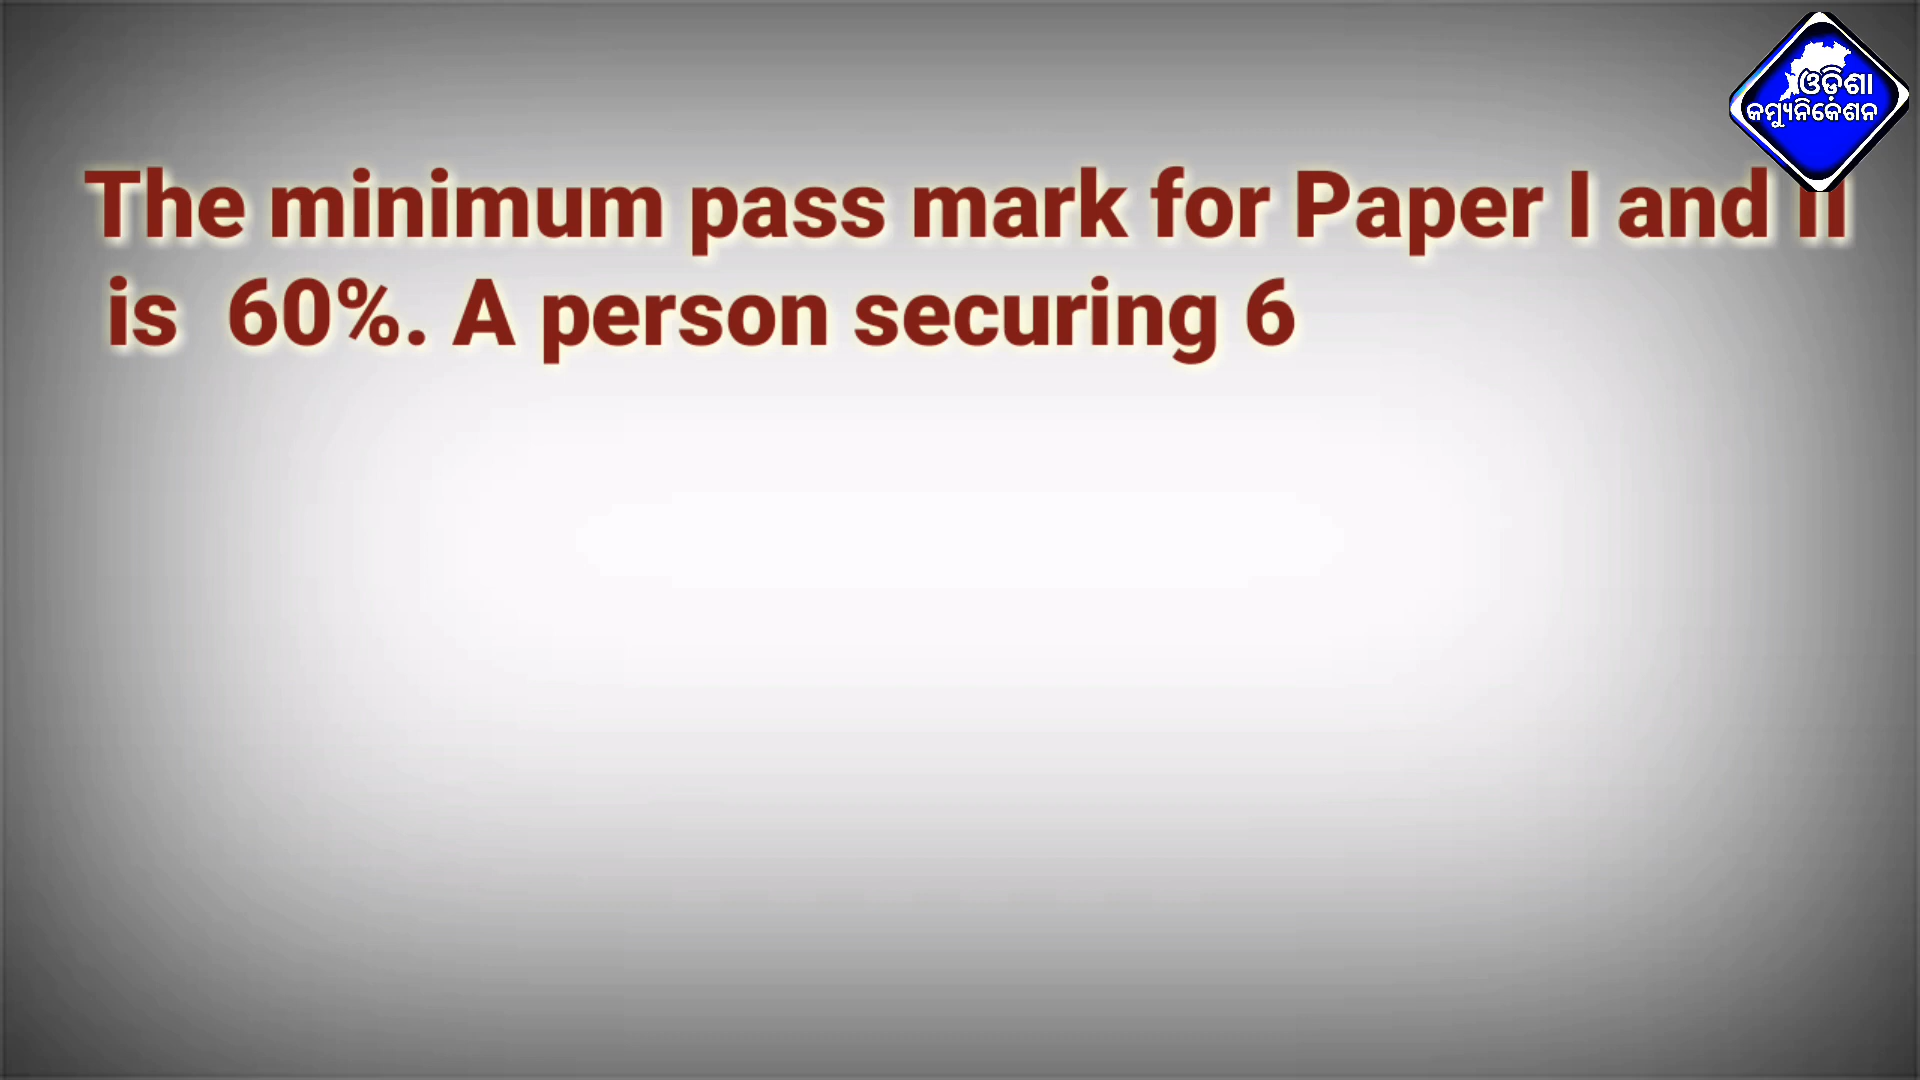 ଓଡ଼ିଶା
କମ୍ୟୁନିକେଶନ
The minimum pass mark for Paper I and II
is 60%. A person securing 6